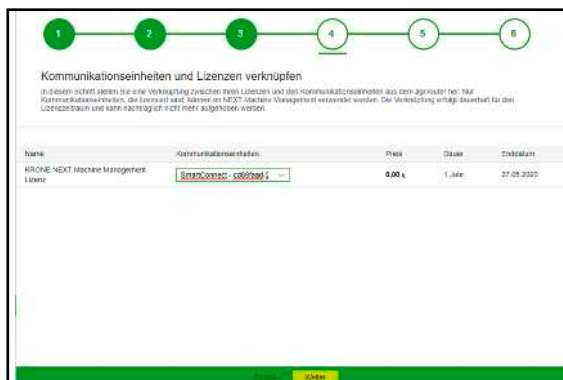 1 2 3 4 5 6
Kommunikationseinheiten und Lizenzen verknüpfen
In diesem Schritt stellen Sie eine Verknüpfung zwischen Ihren Lizenzen und den Kommunikationseinheiten aus dem agrirouter her. Nur
Kommunikationseinheiten, die lizenziert sind, können im NEXT Machine Management verwendet werden. Die Verknüpfung erfolgt dauerhaft für den
Lizenzzeitraum und kann nachträglich nicht mehr aufgehoben werden.
Name Kommunikationseinheiten Preis Dauer Enddatum
KRONE NEXT Machine Management SmartConnect - 0,00 € 1 Jahr 27.05.2020
Lizenz
Weiter